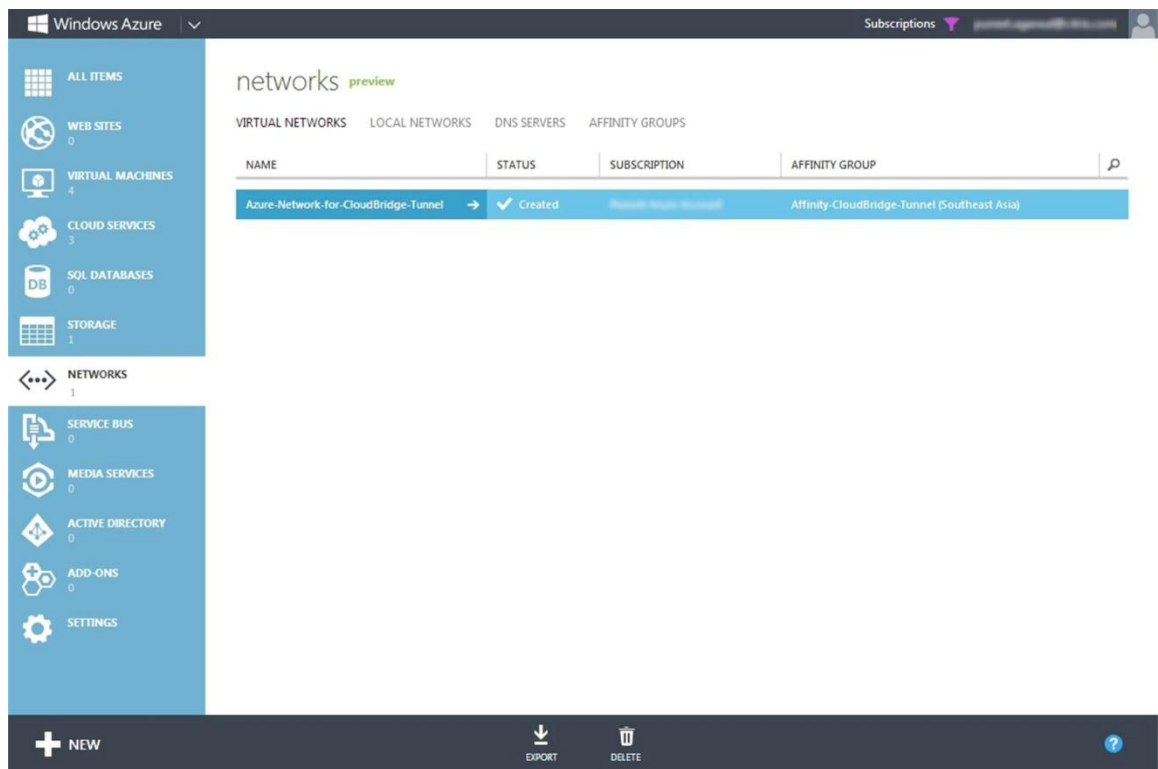 Windows Azure
Subscriptions
ALL ITEMS
WEB SITES
0
VIRTUAL MACHINES
4
CLOUD SERVICES
3
SQL DATABASES
0
DB
STORAGE
1
NETWORKS
1
SERVICE BUS
0
MEDIA SERVICES
0
ACTIVE DIRECTORY
0
ADD-ONS
0
SETTINGS
networks preview
VIRTUAL NETWORKS LOCAL NETWORKS DNS SERVERS AFFINITY GROUPS
NAME STATUS SUBSCRIPTION AFFINITY GROUP
Azure-Network-for-CloudBridge-Tunnel Created Affinity-CloudBridge-Tunnel (Southeast Asia)
NEW
EXPORT
DELETE
?